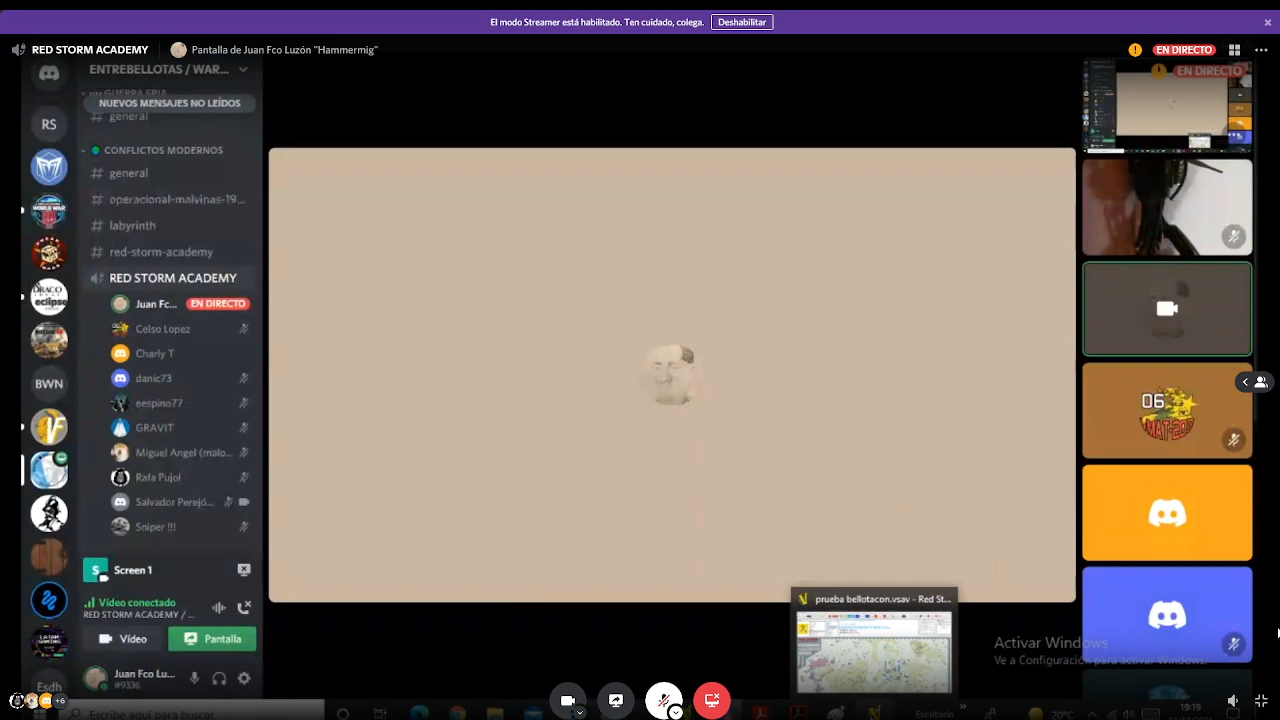 El modo Streamer está habilitado. Ten cuidado, colega. Deshabilitar
RED STORM ACADEMY
Pantalla de Juan Fco Luzón "Hammermig"
EN DIRECTO
ENTREBELLOTAS / WAR...
NUEVOS MENSAJES NO LEÍDOS
general
CONFLICTOS MODERNOS
general
operacional-malvinas-19...
labyrinth
red-storm-academy
RED STORM ACADEMY
Juan Fc... EN DIRECTO
Celso Lopez
Charly T
danic73
eespino77
GRAVIT
Miguel Angel (malo...
Rafa Pujol
Salvador Perejó...
Sniper !!!
S Screen 1
Vídeo conectado
RED STORM ACADEMY / ...
Vídeo
Pantalla
Juan Fco Lu...
#9336
RS
BWN
Esdh
+6
Escribe aquí para buscar
prueba bellotacon.vsav - Red St...
EN DIRECTO
06
MAT-20
Activar Windows
Ve a Configuración para activar Windows.
Escritorio
20°C
19:19